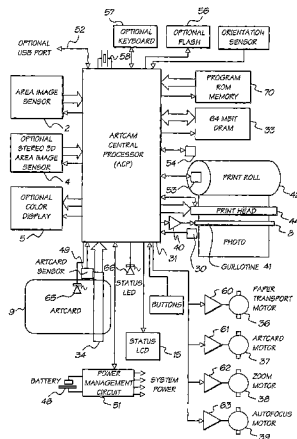 57
56
52
OPTIONAL
KEYBOARD
OPTIONAL
FLASH
ORIENTATION
SENSOR
OPTIONAL
USB PORT
58
AREA IMAGE
SENSOR
2
PROGRAM
ROM
MEMORY
70
64 MBIT
DRAM
33
OPTIONAL
STEREO 3D
AREA IMAGE
SENSOR
4
ARTCAM
CENTRAL
PROCESSOR
(ACP)
54
53
PRINT ROLL
42
OPTIONAL
COLOR
DISPLAY
5
PRINT HEAD
44
40
8
31
30
PHOTO
GUILLOTINE
41
49
ARTCARD
SENSOR
66
STATUS
LED
BUTTONS
65
9
ARTCARD
34
STATUS
LCD
15
60
PAPER
TRANSPORT
MOTOR
36
61
ARTCARD
MOTOR
37
BATTERY
48
POWER
MANAGEMENT
CIRCUIT
51
SYSTEM
POWER
62
ZOOM
MOTOR
38
63
AUTOFOCUS
MOTOR
39